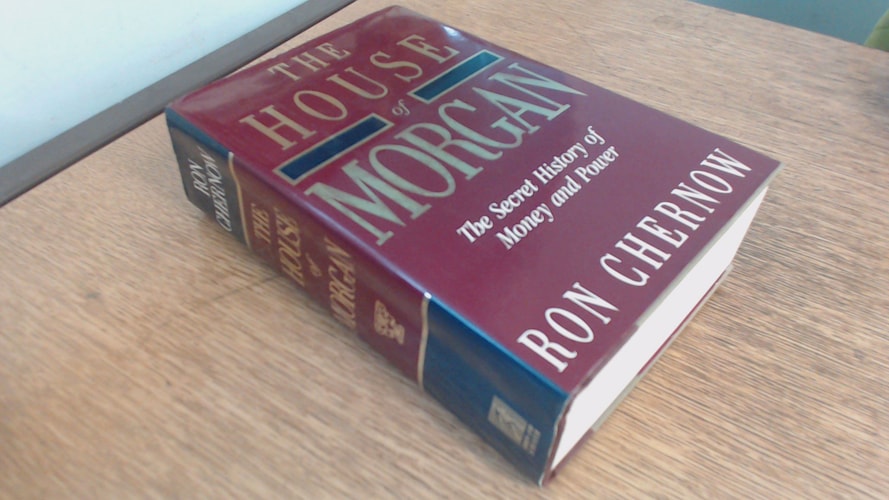 THE
HOUSE
of
MORGAN
The Secret History of
Money and Power
RON CHERNOW
RON
CHERNOW
THE
HOUSE
of
MORGAN